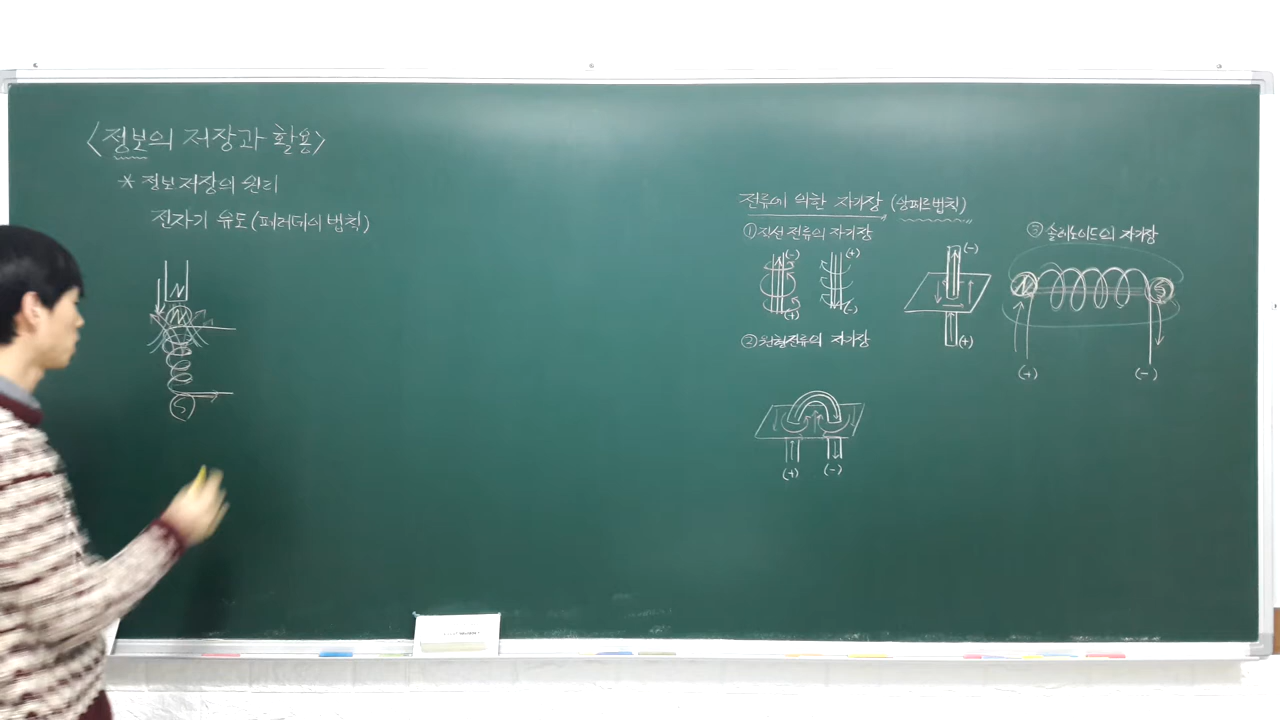 <정보의 저장과 활용>
* 정보 저장의 원리
전자기 유도(패러데이 법칙)
N
N
S
전류에 의한 자기장 (앙페르법칙)
① 직선 전류의 자기장
(-) (+)
(+) (-)
(-)
(+)
② 원형전류의 자기장
(+) (-)
③ 솔레노이드의 자기장
N S
(+) (-)